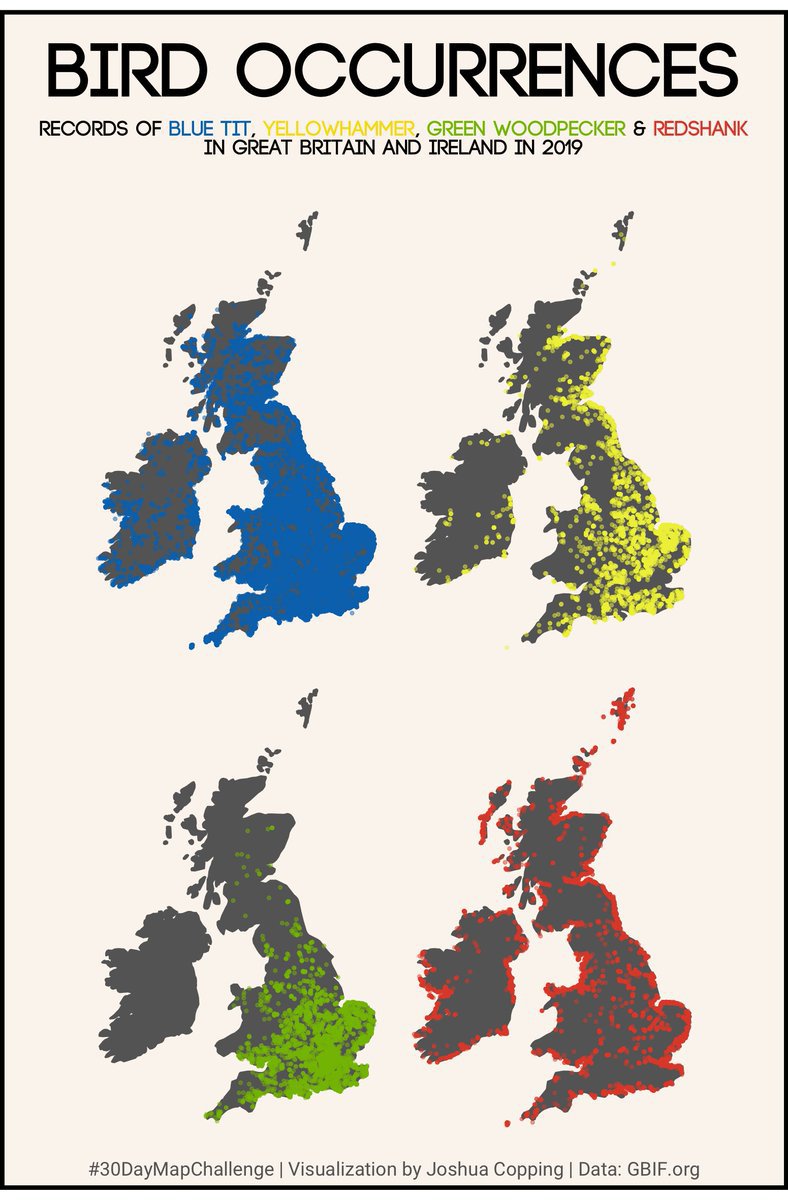 BIRD OCCURRENCES
RECORDS OF BLUE TIT, YELLOWHAMMER, GREEN WOODPECKER & REDSHANK
IN GREAT BRITAIN AND IRELAND IN 2019
#30DayMapChallenge | Visualization by Joshua Copping | Data: GBIF.org